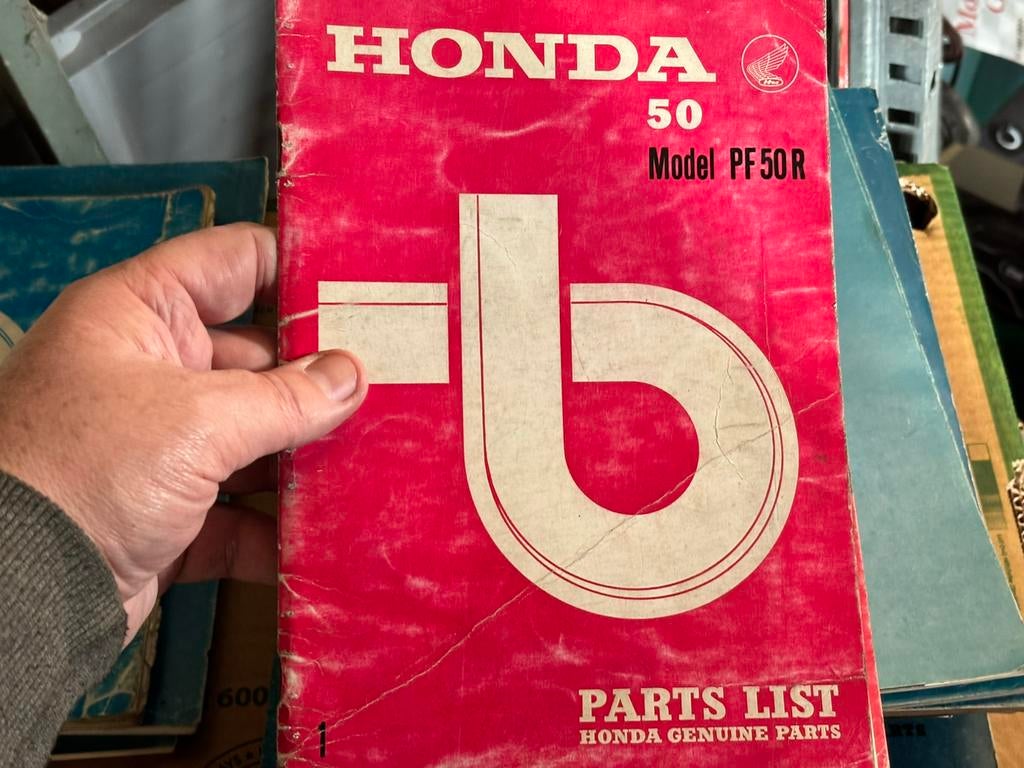 HONDA
50
Model PF50R
PARTS LIST
HONDA GENUINE PARTS
1
600